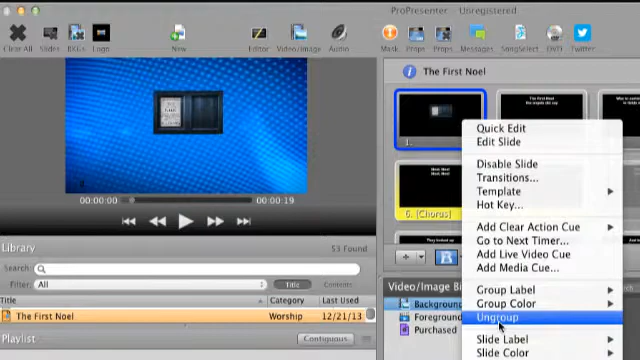 ProPresenter - Unregistered
Clear All
Slides
BKGs
Logo
New
Editor
Video/Image
Audio
Mask
Props
Messages
SongSelect
DVD
Twitter
The First Noel
1.
6. [Chorus]
00:00:00
00:00:19
Quick Edit
Edit Slide
Disable Slide
Transitions...
Template
Hot Key...
Add Clear Action Cue
Go to Next Timer...
Add Live Video Cue
Add Media Cue...
Group Label
Group Color
Ungroup
Slide Label
Slide Color
Library
53 Found
Search:
Filter: All
Title
Contents
Title
Category
Last Used
The First Noel
Worship
12/21/13
Playlist
Contiguous
Video/Image Bi
Background
Foreground
Purchased